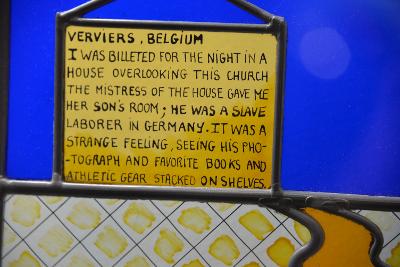 VERVIERS, BELGIUM
I WAS BILLETED FOR THE NIGHT IN A
HOUSE OVERLOOKING THIS CHURCH
THE MISTRESS OF THE HOUSE GAVE ME
HER SON'S ROOM; HE WAS A SLAVE
LABORER IN GERMANY. IT WAS A
STRANGE FEELING, SEEING HIS PHO-
-TOGRAPH AND FAVORITE BOOKS AND
ATHLETIC GEAR STACKED ON SHELVES.